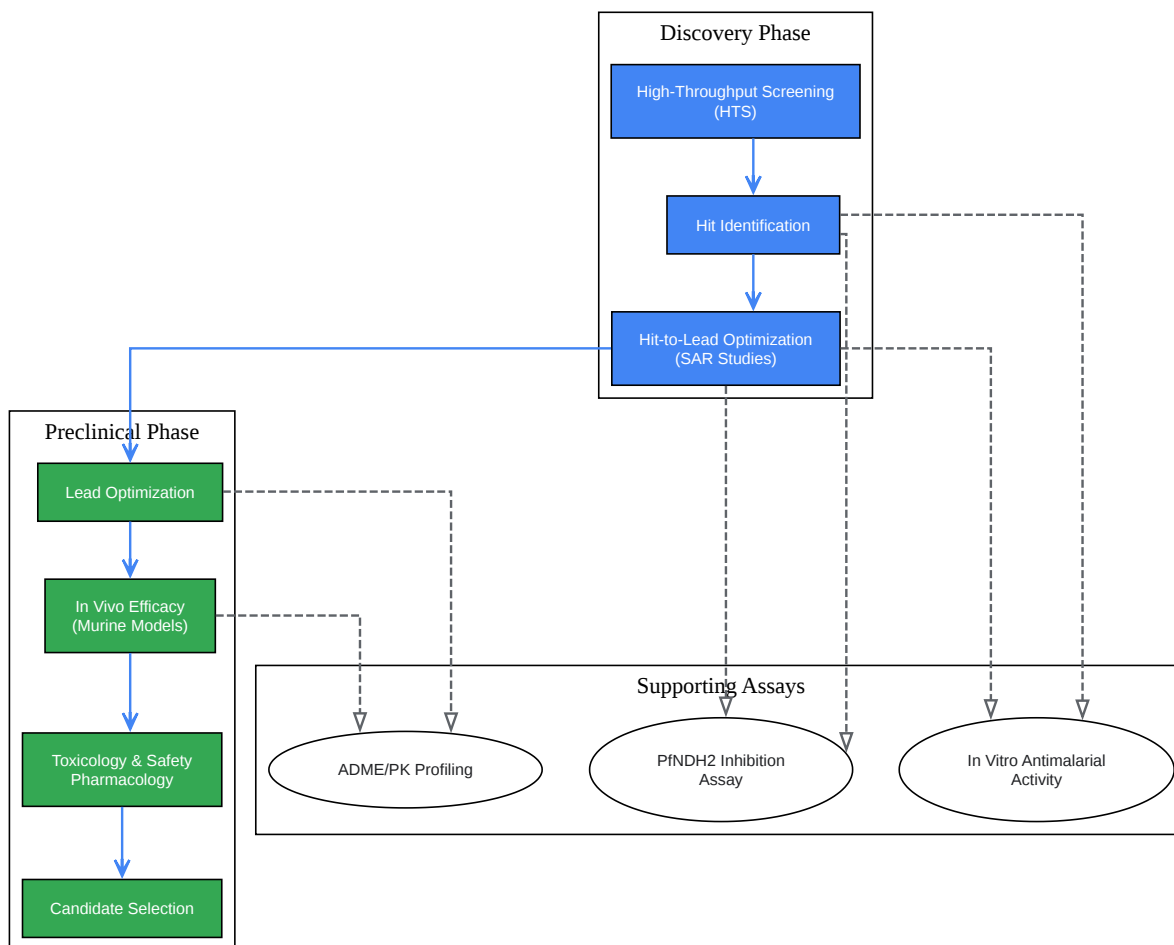 Discovery Phase
High-Throughput Screening
(HTS)
Hit Identification
Hit-to-Lead Optimization
(SAR Studies)
Preclinical Phase
Lead Optimization
In Vivo Efficacy
(Murine Models)
Toxicology & Safety
Pharmacology
Candidate Selection
Supporting Assays
ADME/PK Profiling
PfNDH2 Inhibition
Assay
In Vitro Antimalarial
Activity